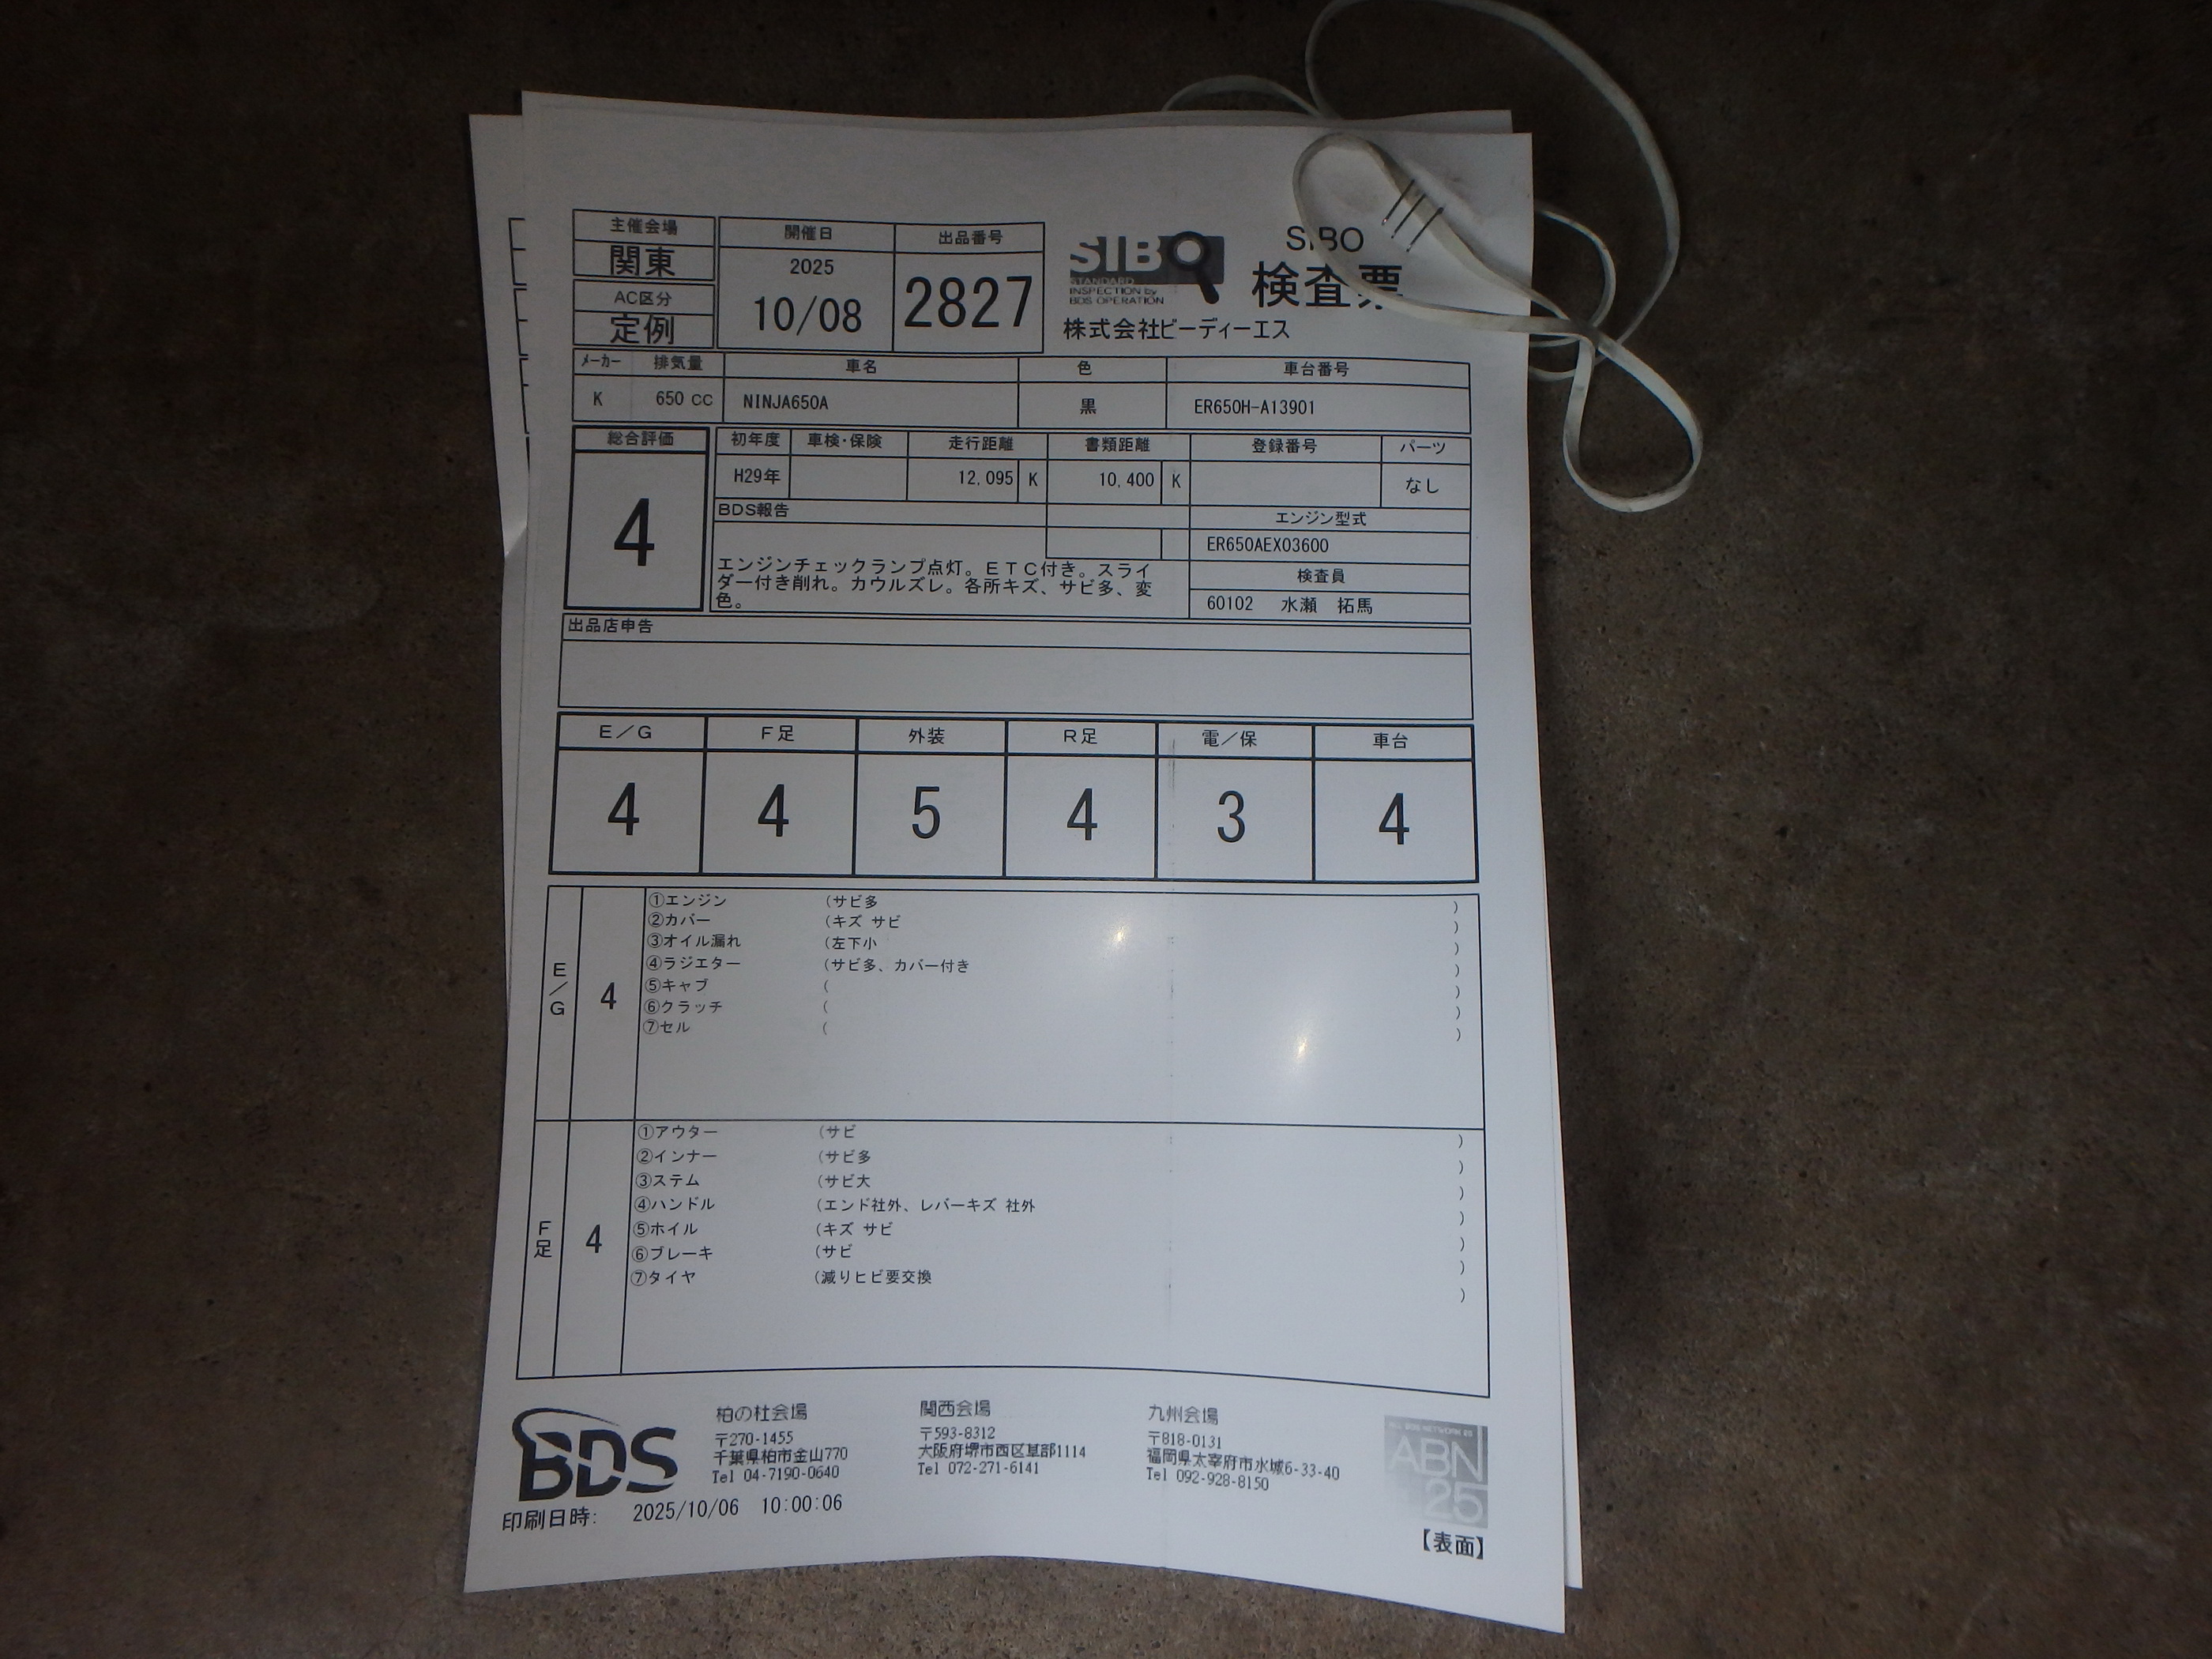 主催会場
関東
AC区分
定例
開催日
2025
10/08
出品番号
2827
SIBO
STANDARD
INSPECTION by
BDS OPERATION
SIBO
検査票
株式会社ビーディーエス
メーカー 排気量 車名 色 車台番号
K 650 CC NINJA650A 黒 ER650H-A13901
総合評価
4
初年度 車検・保険 走行距離 書類距離 登録番号 パーツ
H29年 12,095 K 10,400 K なし
BDS報告
エンジンチェックランプ点灯。ETC付き。スライ
ダー付き削れ。カウルズレ。各所キズ、サビ多、変
色。
エンジン型式
ER650AEX03600
検査員
60102 水瀬 拓馬
出品店申告
E/G F足 外装 R足 電/保 車台
4 4 5 4 3 4
E/G
4
①エンジン (サビ多 )
②カバー (キズ サビ )
③オイル漏れ (左下小 )
④ラジエター (サビ多、カバー付き )
⑤キャブ ( )
⑥クラッチ ( )
⑦セル ( )
F足
4
①アウター (サビ )
②インナー (サビ多 )
③ステム (サビ大 )
④ハンドル (エンド社外、レバーキズ 社外 )
⑤ホイル (キズ サビ )
⑥ブレーキ (サビ )
⑦タイヤ (減りヒビ要交換 )
BDS
柏の杜会場
〒270-1455
千葉県柏市金山770
Tel 04-7190-0640
関西会場
〒593-8312
大阪府堺市西区草部1114
Tel 072-271-6141
九州会場
〒818-0131
福岡県太宰府市水城6-33-40
Tel 092-928-8150
ABN
25
印刷日時: 2025/10/06 10:00:06
【表面】